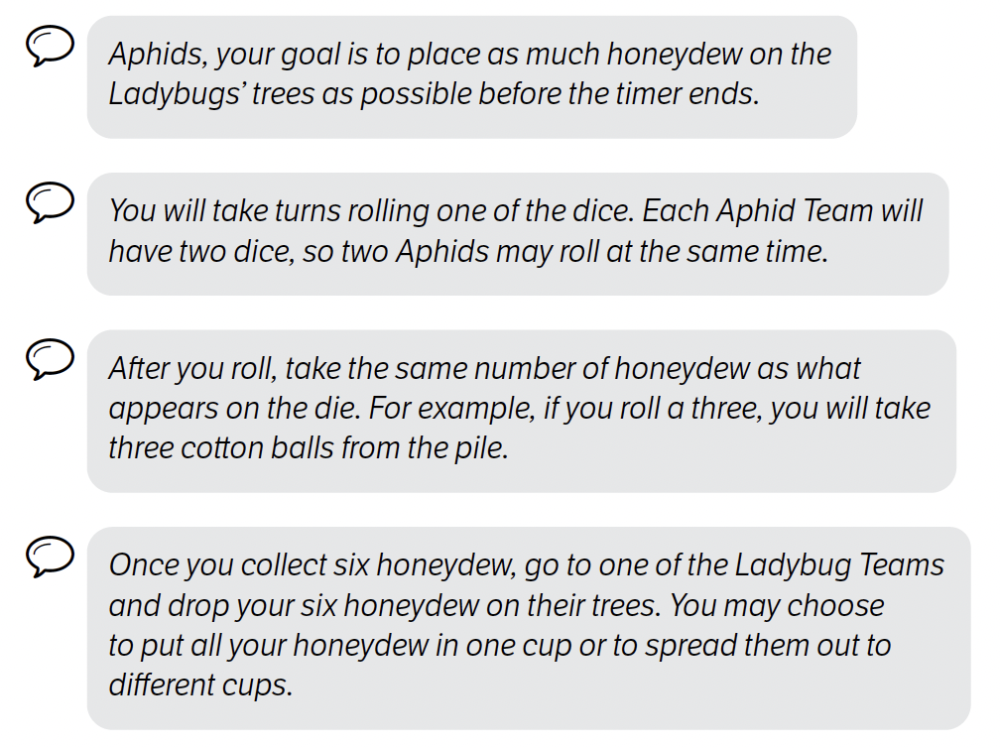 Aphids, your goal is to place as much honeydew on the
Ladybugs’ trees as possible before the timer ends.
You will take turns rolling one of the dice. Each Aphid Team will
have two dice, so two Aphids may roll at the same time.
After you roll, take the same number of honeydew as what
appears on the die. For example, if you roll a three, you will take
three cotton balls from the pile.
Once you collect six honeydew, go to one of the Ladybug Teams
and drop your six honeydew on their trees. You may choose
to put all your honeydew in one cup or to spread them out to
different cups.